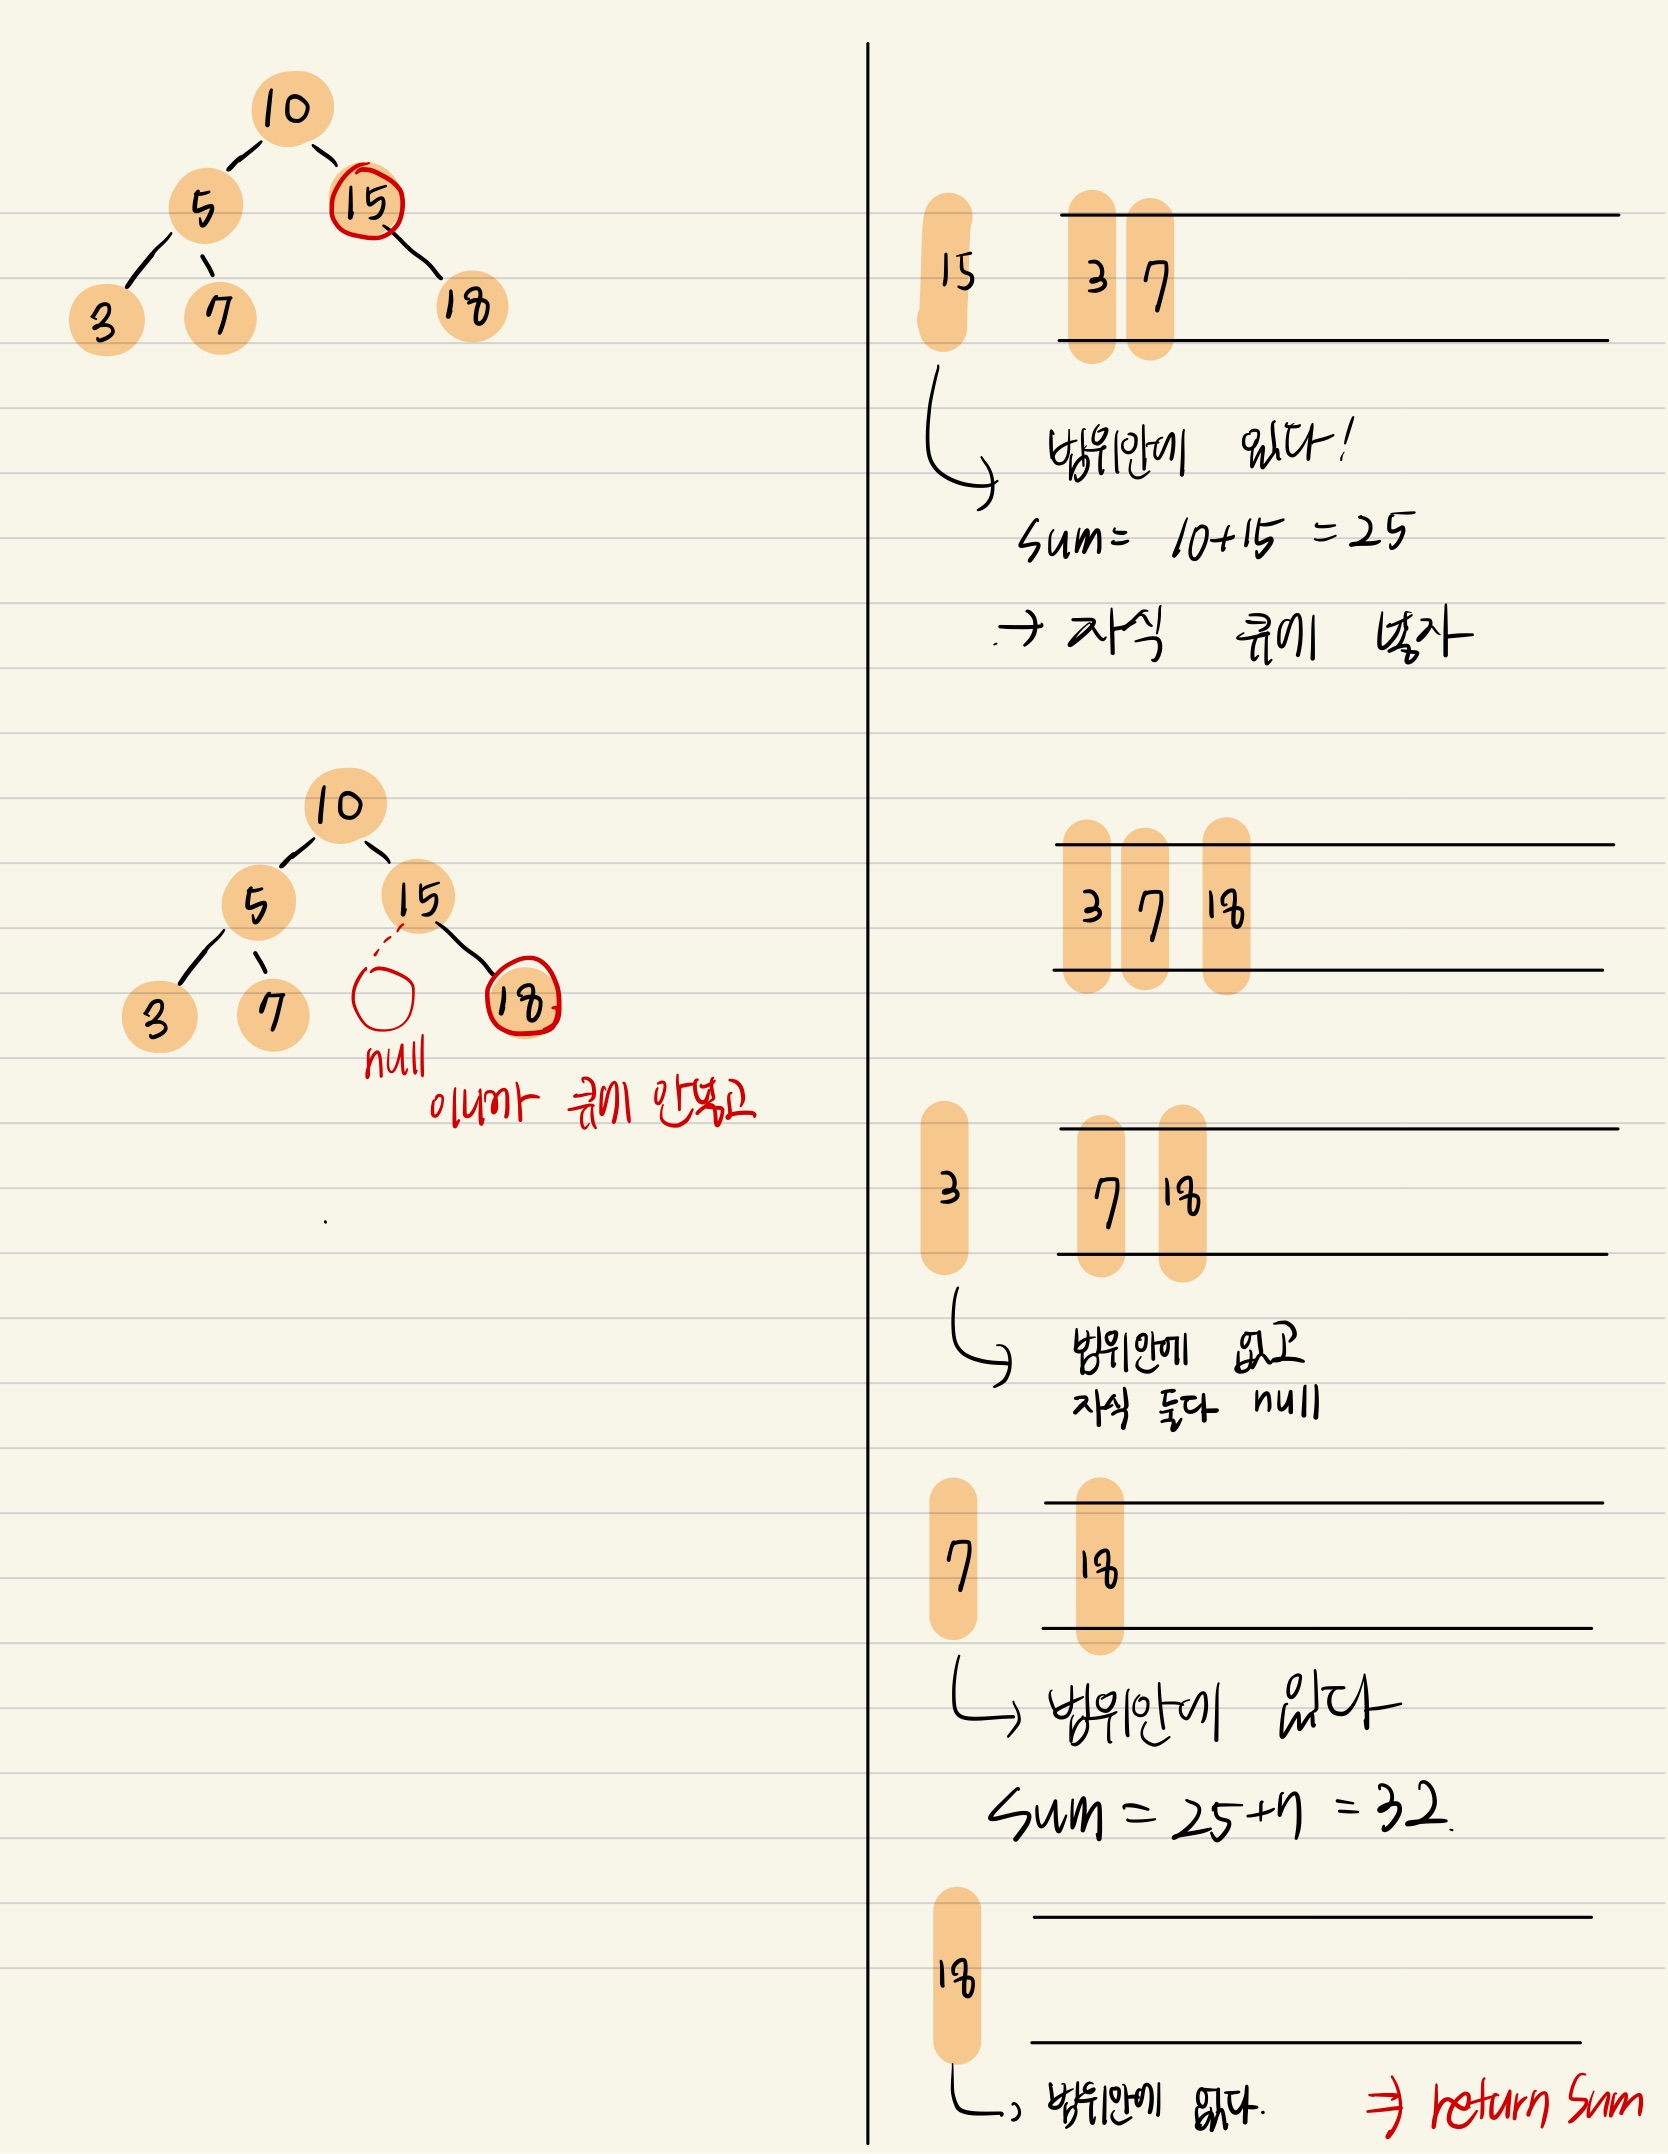 10
5 15
3 7 18
15 3 7
범위안에 있다!
sum= 10+15 =25
→ 자식 큐에 넣자
10
5 15
3 7 18
null
이니까 큐에 안넣고
3 7 18
3 7 18
범위안에 없고
자식 둘다 null
7 18
범위안에 있다
Sum = 25+7 = 32.
18
범위안에 없다.
⇒ return Sum